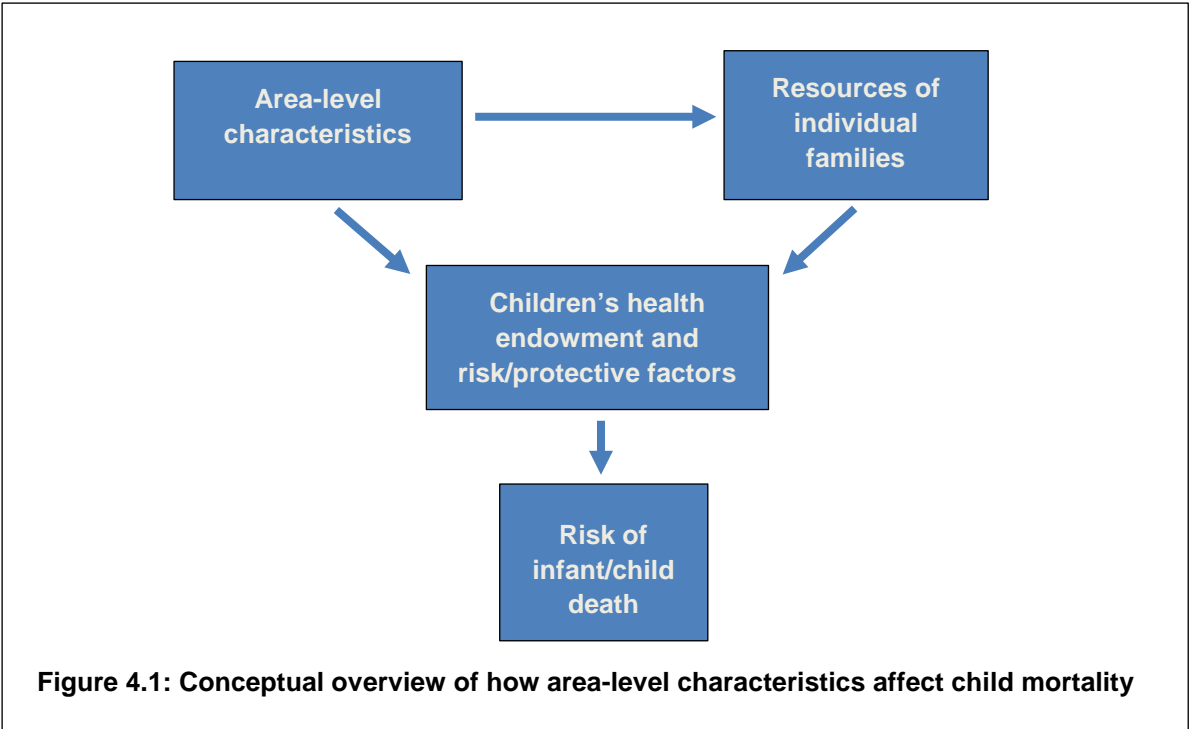 Area-level
characteristics
Resources of
individual
families
Children’s health
endowment and
risk/protective factors
Risk of
infant/child
death
Figure 4.1: Conceptual overview of how area-level characteristics affect child mortality